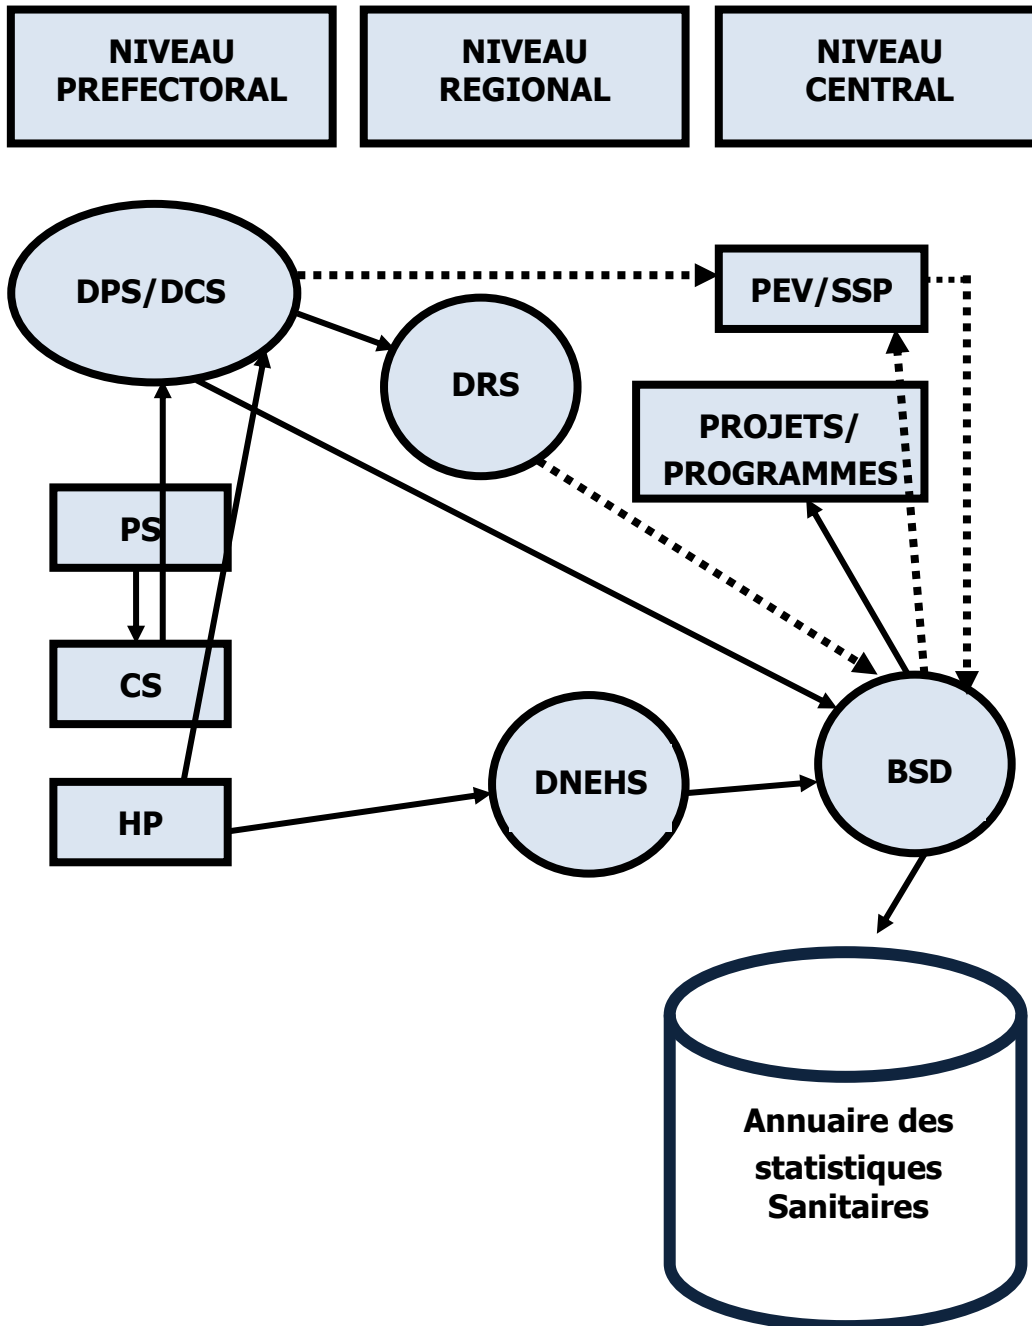 NIVEAU
PREFECTORAL
NIVEAU
REGIONAL
NIVEAU
CENTRAL
DPS/DCS
PEV/SSP
DRS
PROJETS/
PROGRAMMES
PS
CS
HP
DNEHS
BSD
Annuaire des
statistiques
Sanitaires